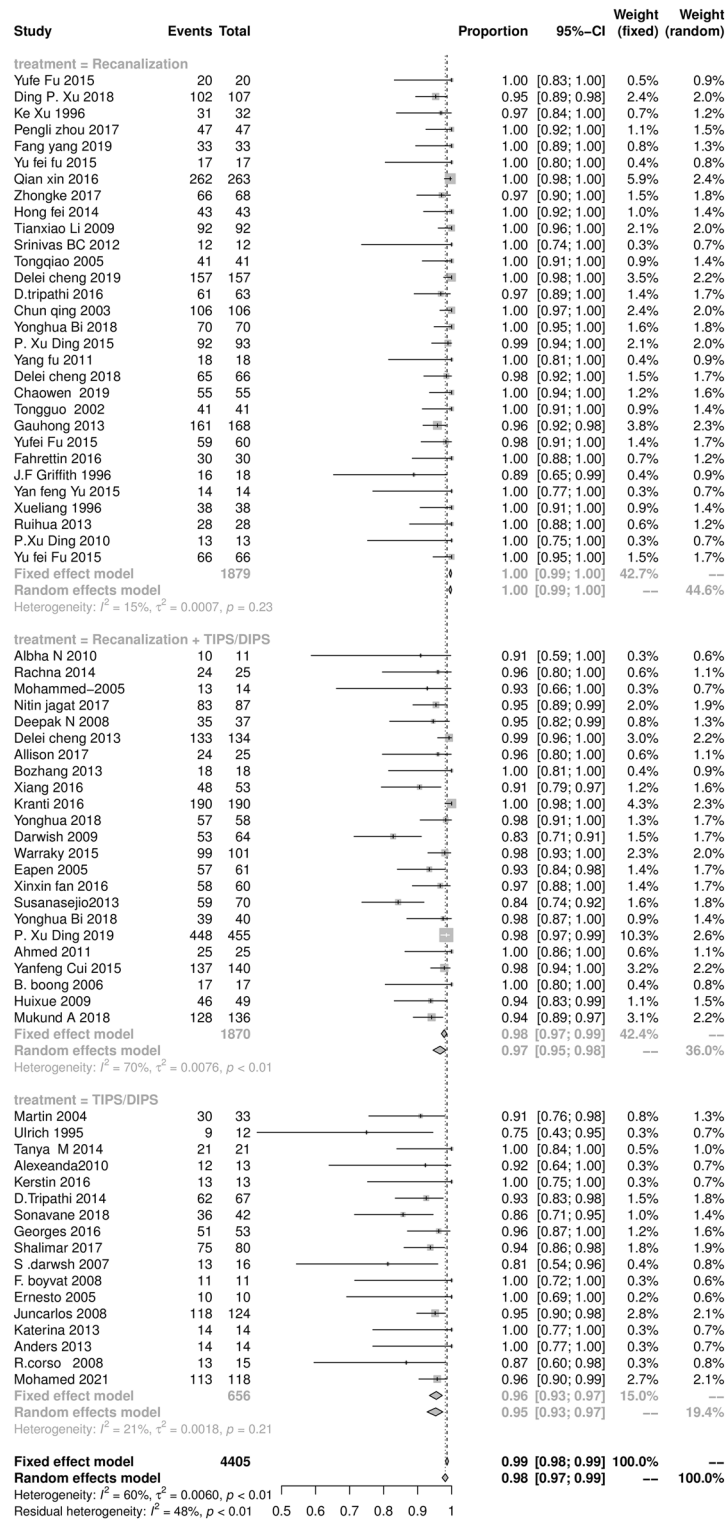 Weight Weight
Study Events Total Proportion 95%−CI (fixed) (random)
treatment = Recanalization
Yufe Fu 2015 20 20 1.00 [0.83; 1.00] 0.5% 0.9%
Ding P. Xu 2018 102 107 0.95 [0.89; 0.98] 2.4% 2.0%
Ke Xu 1996 31 32 0.97 [0.84; 1.00] 0.7% 1.2%
Pengli zhou 2017 47 47 1.00 [0.92; 1.00] 1.1% 1.5%
Fang yang 2019 33 33 1.00 [0.89; 1.00] 0.8% 1.3%
Yu fei fu 2015 17 17 1.00 [0.80; 1.00] 0.4% 0.8%
Qian xin 2016 262 263 1.00 [0.98; 1.00] 5.9% 2.4%
Zhongke 2017 66 68 0.97 [0.90; 1.00] 1.5% 1.8%
Hong fei 2014 43 43 1.00 [0.92; 1.00] 1.0% 1.4%
Tianxiao Li 2009 92 92 1.00 [0.96; 1.00] 2.1% 2.0%
Srinivas BC 2012 12 12 1.00 [0.74; 1.00] 0.3% 0.7%
Tongqiao 2005 41 41 1.00 [0.91; 1.00] 0.9% 1.4%
Delei cheng 2019 157 157 1.00 [0.98; 1.00] 3.5% 2.2%
D.tripathi 2016 61 63 0.97 [0.89; 1.00] 1.4% 1.7%
Chun qing 2003 106 106 1.00 [0.97; 1.00] 2.4% 2.0%
Yonghua Bi 2018 70 70 1.00 [0.95; 1.00] 1.6% 1.8%
P. Xu Ding 2015 92 93 0.99 [0.94; 1.00] 2.1% 2.0%
Yang fu 2011 18 18 1.00 [0.81; 1.00] 0.4% 0.9%
Delei cheng 2018 65 66 0.98 [0.92; 1.00] 1.5% 1.7%
Chaowen 2019 55 55 1.00 [0.94; 1.00] 1.2% 1.6%
Tongguo 2002 41 41 1.00 [0.91; 1.00] 0.9% 1.4%
Gauhong 2013 161 168 0.96 [0.92; 0.98] 3.8% 2.3%
Yufei Fu 2015 59 60 0.98 [0.91; 1.00] 1.4% 1.7%
Fahrettin 2016 30 30 1.00 [0.88; 1.00] 0.7% 1.2%
J.F Griffith 1996 16 18 0.89 [0.65; 0.99] 0.4% 0.9%
Yan feng Yu 2015 14 14 1.00 [0.77; 1.00] 0.3% 0.7%
Xueliang 1996 38 38 1.00 [0.91; 1.00] 0.9% 1.4%
Ruihua 2013 28 28 1.00 [0.88; 1.00] 0.6% 1.2%
P.Xu Ding 2010 13 13 1.00 [0.75; 1.00] 0.3% 0.7%
Yu fei Fu 2015 66 66 1.00 [0.95; 1.00] 1.5% 1.7%
Fixed effect model 1879 1.00 [0.99; 1.00] 42.7% −−
Random effects model 1.00 [0.99; 1.00] −− 44.6%
Heterogeneity: I² = 15%, τ² = 0.0007, p = 0.23
treatment = Recanalization + TIPS/DIPS
Albha N 2010 10 11 0.91 [0.59; 1.00] 0.3% 0.6%
Rachna 2014 24 25 0.96 [0.80; 1.00] 0.6% 1.1%
Mohammed−2005 13 14 0.93 [0.66; 1.00] 0.3% 0.7%
Nitin jagat 2017 83 87 0.95 [0.89; 0.99] 2.0% 1.9%
Deepak N 2008 35 37 0.95 [0.82; 0.99] 0.8% 1.3%
Delei cheng 2013 133 134 0.99 [0.96; 1.00] 3.0% 2.2%
Allison 2017 24 25 0.96 [0.80; 1.00] 0.6% 1.1%
Bozhang 2013 18 18 1.00 [0.81; 1.00] 0.4% 0.9%
Xiang 2016 48 53 0.91 [0.79; 0.97] 1.2% 1.6%
Kranti 2016 190 190 1.00 [0.98; 1.00] 4.3% 2.3%
Yonghua 2018 57 58 0.98 [0.91; 1.00] 1.3% 1.7%
Darwish 2009 53 64 0.83 [0.71; 0.91] 1.5% 1.7%
Warraky 2015 99 101 0.98 [0.93; 1.00] 2.3% 2.0%
Eapen 2005 57 61 0.93 [0.84; 0.98] 1.4% 1.7%
Xinxin fan 2016 58 60 0.97 [0.88; 1.00] 1.4% 1.7%
Susanasejio2013 59 70 0.84 [0.74; 0.92] 1.6% 1.8%
Yonghua Bi 2018 39 40 0.98 [0.87; 1.00] 0.9% 1.4%
P. Xu Ding 2019 448 455 0.98 [0.97; 0.99] 10.3% 2.6%
Ahmed 2011 25 25 1.00 [0.86; 1.00] 0.6% 1.1%
Yanfeng Cui 2015 137 140 0.98 [0.94; 1.00] 3.2% 2.2%
B. boong 2006 17 17 1.00 [0.80; 1.00] 0.4% 0.8%
Huixue 2009 46 49 0.94 [0.83; 0.99] 1.1% 1.5%
Mukund A 2018 128 136 0.94 [0.89; 0.97] 3.1% 2.2%
Fixed effect model 1870 0.98 [0.97; 0.99] 42.4% −−
Random effects model 0.97 [0.95; 0.98] −− 36.0%
Heterogeneity: I² = 70%, τ² = 0.0076, p < 0.01
treatment = TIPS/DIPS
Martin 2004 30 33 0.91 [0.76; 0.98] 0.8% 1.3%
Ulrich 1995 9 12 0.75 [0.43; 0.95] 0.3% 0.7%
Tanya M 2014 21 21 1.00 [0.84; 1.00] 0.5% 1.0%
Alexeanda2010 12 13 0.92 [0.64; 1.00] 0.3% 0.7%
Kerstin 2016 13 13 1.00 [0.75; 1.00] 0.3% 0.7%
D.Tripathi 2014 62 67 0.93 [0.83; 0.98] 1.5% 1.8%
Sonavane 2018 36 42 0.86 [0.71; 0.95] 1.0% 1.4%
Georges 2016 51 53 0.96 [0.87; 1.00] 1.2% 1.6%
Shalimar 2017 75 80 0.94 [0.86; 0.98] 1.8% 1.9%
S .darwsh 2007 13 16 0.81 [0.54; 0.96] 0.4% 0.8%
F. boyvat 2008 11 11 1.00 [0.72; 1.00] 0.3% 0.6%
Ernesto 2005 10 10 1.00 [0.69; 1.00] 0.2% 0.6%
Juncarlos 2008 118 124 0.95 [0.90; 0.98] 2.8% 2.1%
Katerina 2013 14 14 1.00 [0.77; 1.00] 0.3% 0.7%
Anders 2013 14 14 1.00 [0.77; 1.00] 0.3% 0.7%
R.corso 2008 13 15 0.87 [0.60; 0.98] 0.3% 0.8%
Mohamed 2021 113 118 0.96 [0.90; 0.99] 2.7% 2.1%
Fixed effect model 656 0.96 [0.93; 0.97] 15.0% −−
Random effects model 0.95 [0.93; 0.97] −− 19.4%
Heterogeneity: I² = 21%, τ² = 0.0018, p = 0.21
Fixed effect model 4405 0.99 [0.98; 0.99] 100.0% −−
Random effects model 0.98 [0.97; 0.99] −− 100.0%
Heterogeneity: I² = 60%, τ² = 0.0060, p < 0.01
Residual heterogeneity: I² = 48%, p < 0.01 0.5 0.6 0.7 0.8 0.9 1